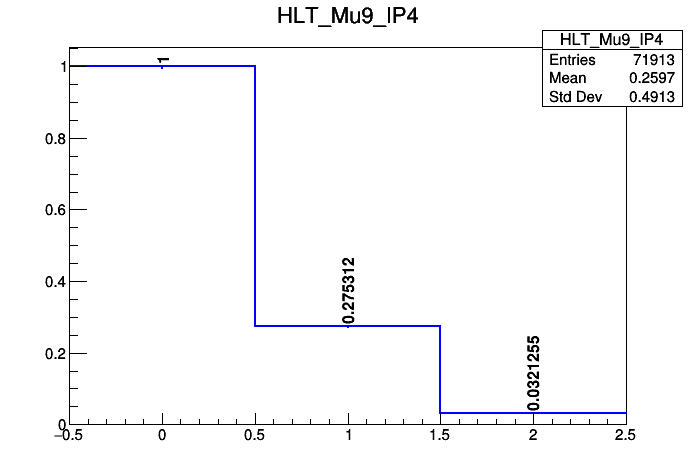 HLT_Mu9_IP4
HLT_Mu9_IP4
Entries 71913
Mean 0.2597
Std Dev 0.4913
1
0.8
0.6
0.4
0.2
0
1
0.275312
0.0321255
−0.5 0 0.5 1 1.5 2 2.5